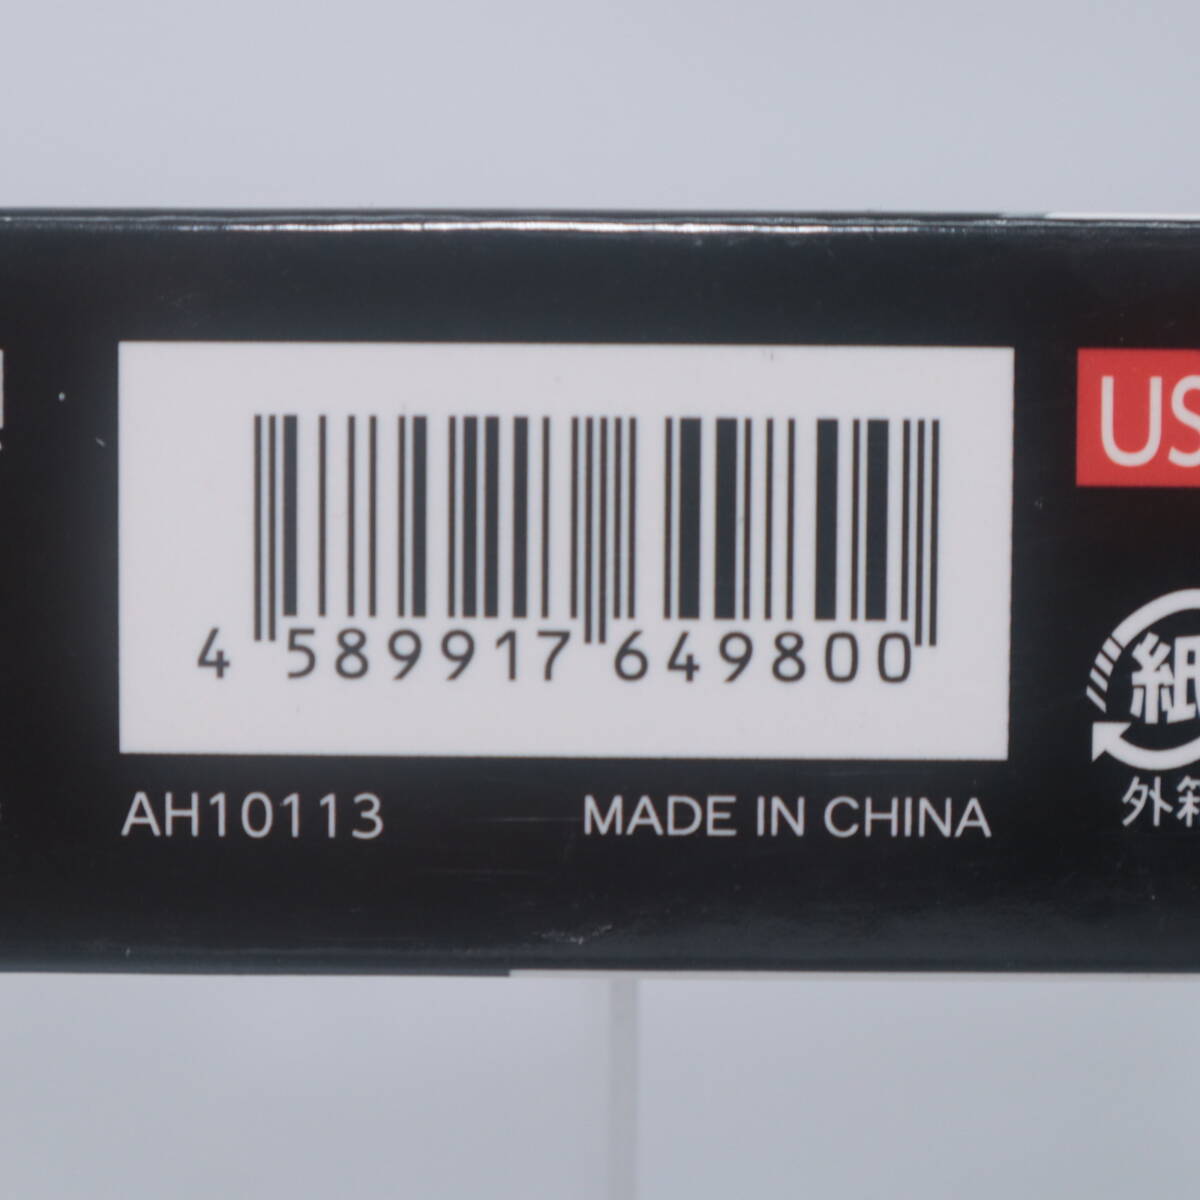 US
4 589917 649800
紙
外箱
AH10113
MADE IN CHINA